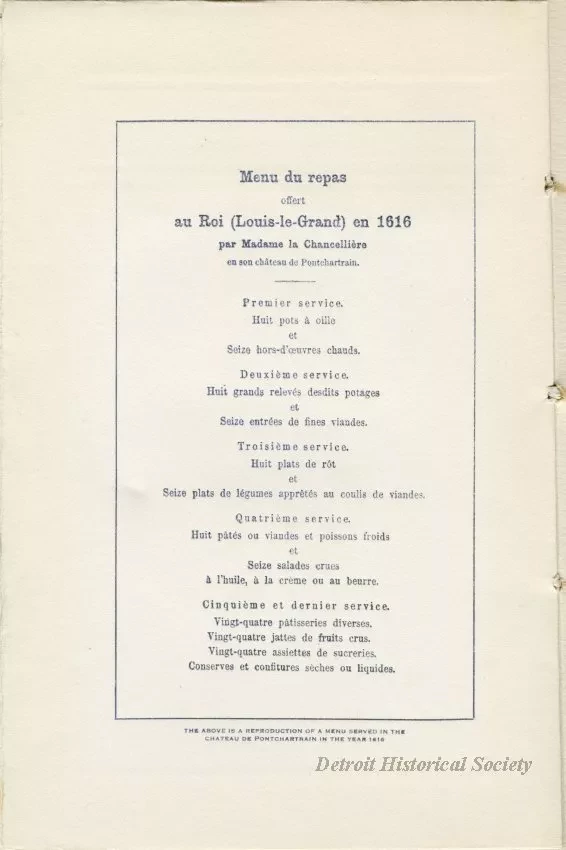 Menu du repas
offert
au Roi (Louis-le-Grand) en 1616
par Madame la Chancellière
en son château de Pontchartrain.
Premier service.
Huit pots à oille
et
Seize hors-d'œuvres chauds.
Deuxième service.
Huit grands relevés desdits potages
et
Seize entrées de fines viandes.
Troisième service.
Huit plats de rôt
et
Seize plats de légumes apprêtés au coulis de viandes.
Quatrième service.
Huit pâtés ou viandes et poissons froids
et
Seize salades crues
à l'huile, à la crème ou au beurre.
Cinquième et dernier service.
Vingt-quatre pâtisseries diverses.
Vingt-quatre jattes de fruits crus.
Vingt-quatre assiettes de sucreries.
Conserves et confitures sèches ou liquides.
THE ABOVE IS A REPRODUCTION OF A MENU SERVED IN THE
CHATEAU DE PONTCHARTRAIN IN THE YEAR 1616
Detroit Historical Society